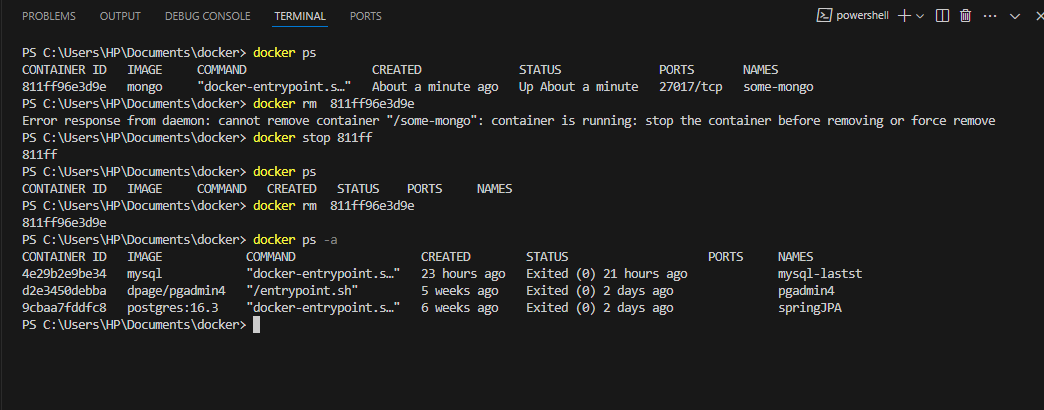 PROBLEMS OUTPUT DEBUG CONSOLE TERMINAL PORTS powershell
PS C:\Users\HP\Documents\docker> docker ps
CONTAINER ID IMAGE COMMAND CREATED STATUS PORTS NAMES
811ff96e3d9e mongo "docker-entrypoint.s…" About a minute ago Up About a minute 27017/tcp some-mongo
PS C:\Users\HP\Documents\docker> docker rm 811ff96e3d9e
Error response from daemon: cannot remove container "/some-mongo": container is running: stop the container before removing or force remove
PS C:\Users\HP\Documents\docker> docker stop 811ff
811ff
PS C:\Users\HP\Documents\docker> docker ps
CONTAINER ID IMAGE COMMAND CREATED STATUS PORTS NAMES
PS C:\Users\HP\Documents\docker> docker rm 811ff96e3d9e
811ff96e3d9e
PS C:\Users\HP\Documents\docker> docker ps -a
CONTAINER ID IMAGE COMMAND CREATED STATUS PORTS NAMES
4e29b2e9be34 mysql "docker-entrypoint.s…" 23 hours ago Exited (0) 21 hours ago mysql-lastst
d2e3450debba dpage/pgadmin4 "/entrypoint.sh" 5 weeks ago Exited (0) 2 days ago pgadmin4
9cbaa7fddfc8 postgres:16.3 "docker-entrypoint.s…" 6 weeks ago Exited (0) 2 days ago springJPA
PS C:\Users\HP\Documents\docker>